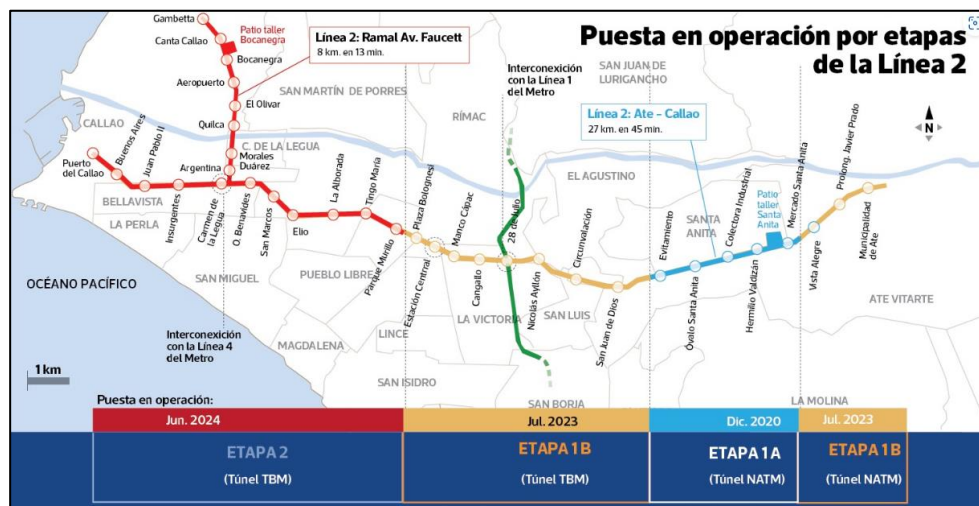 Puesta en operación por etapas
de la Línea 2
Gambetta
Canta Callao
Patio taller
Bocanegra
Bocanegra
Aeropuerto
El Olivar
Quilca
Morales
Duárez
Argentina
Línea 2: Ramal Av. Faucett
8 km. en 13 min.
Interconexición
con la Línea 1
del Metro
SAN JUAN DE
LURIGANCHO
SAN MARTÍN DE PORRES
RÍMAC
Línea 2: Ate - Callao
27 km. en 45 min.
N
CALLAO
C. DE LA LEGUA
Puerto
del Callao
Buenos Aires
Juan Pablo II
Insurgentes
Carmen de
la Legua
O. Benavides
San Marcos
Elio
La Alborada
Tingo María
Parque Murillo
Plaza Bolognesi
Estación Central
Manco Cápac
Cangallo
28 de Julio
Nicolás Ayllón
Circunvalación
San Juan de Dios
Evitamiento
Óvalo Santa Anita
Colectora Industrial
Hermilio Valdizán
Mercado Santa Anita
Vista Alegre
Prolong. Javier Prado
Municipalidad
de Ate
Patio
taller
Santa
Anita
BELLAVISTA
LA PERLA
SAN MIGUEL
PUEBLO LIBRE
MAGDALENA
LINCE
SAN ISIDRO
LA VICTORIA
SAN LUIS
SAN BORJA
EL AGUSTINO
SANTA
ANITA
ATE VITARTE
LA MOLINA
OCÉANO PACÍFICO
Interconexición
con la Línea 4
del Metro
1 km
Puesta en operación:
Jun. 2024
Jul. 2023
Dic. 2020
Jul. 2023
ETAPA 2
(Túnel TBM)
ETAPA 1B
(Túnel TBM)
ETAPA 1A
(Túnel NATM)
ETAPA 1B
(Túnel NATM)